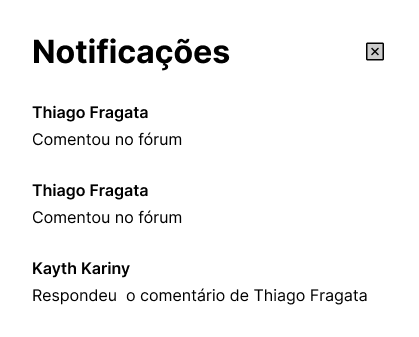 Notificações
Thiago Fragata
Comentou no fórum
Thiago Fragata
Comentou no fórum
Kayth Kariny
Respondeu  o comentário de Thiago Fragata